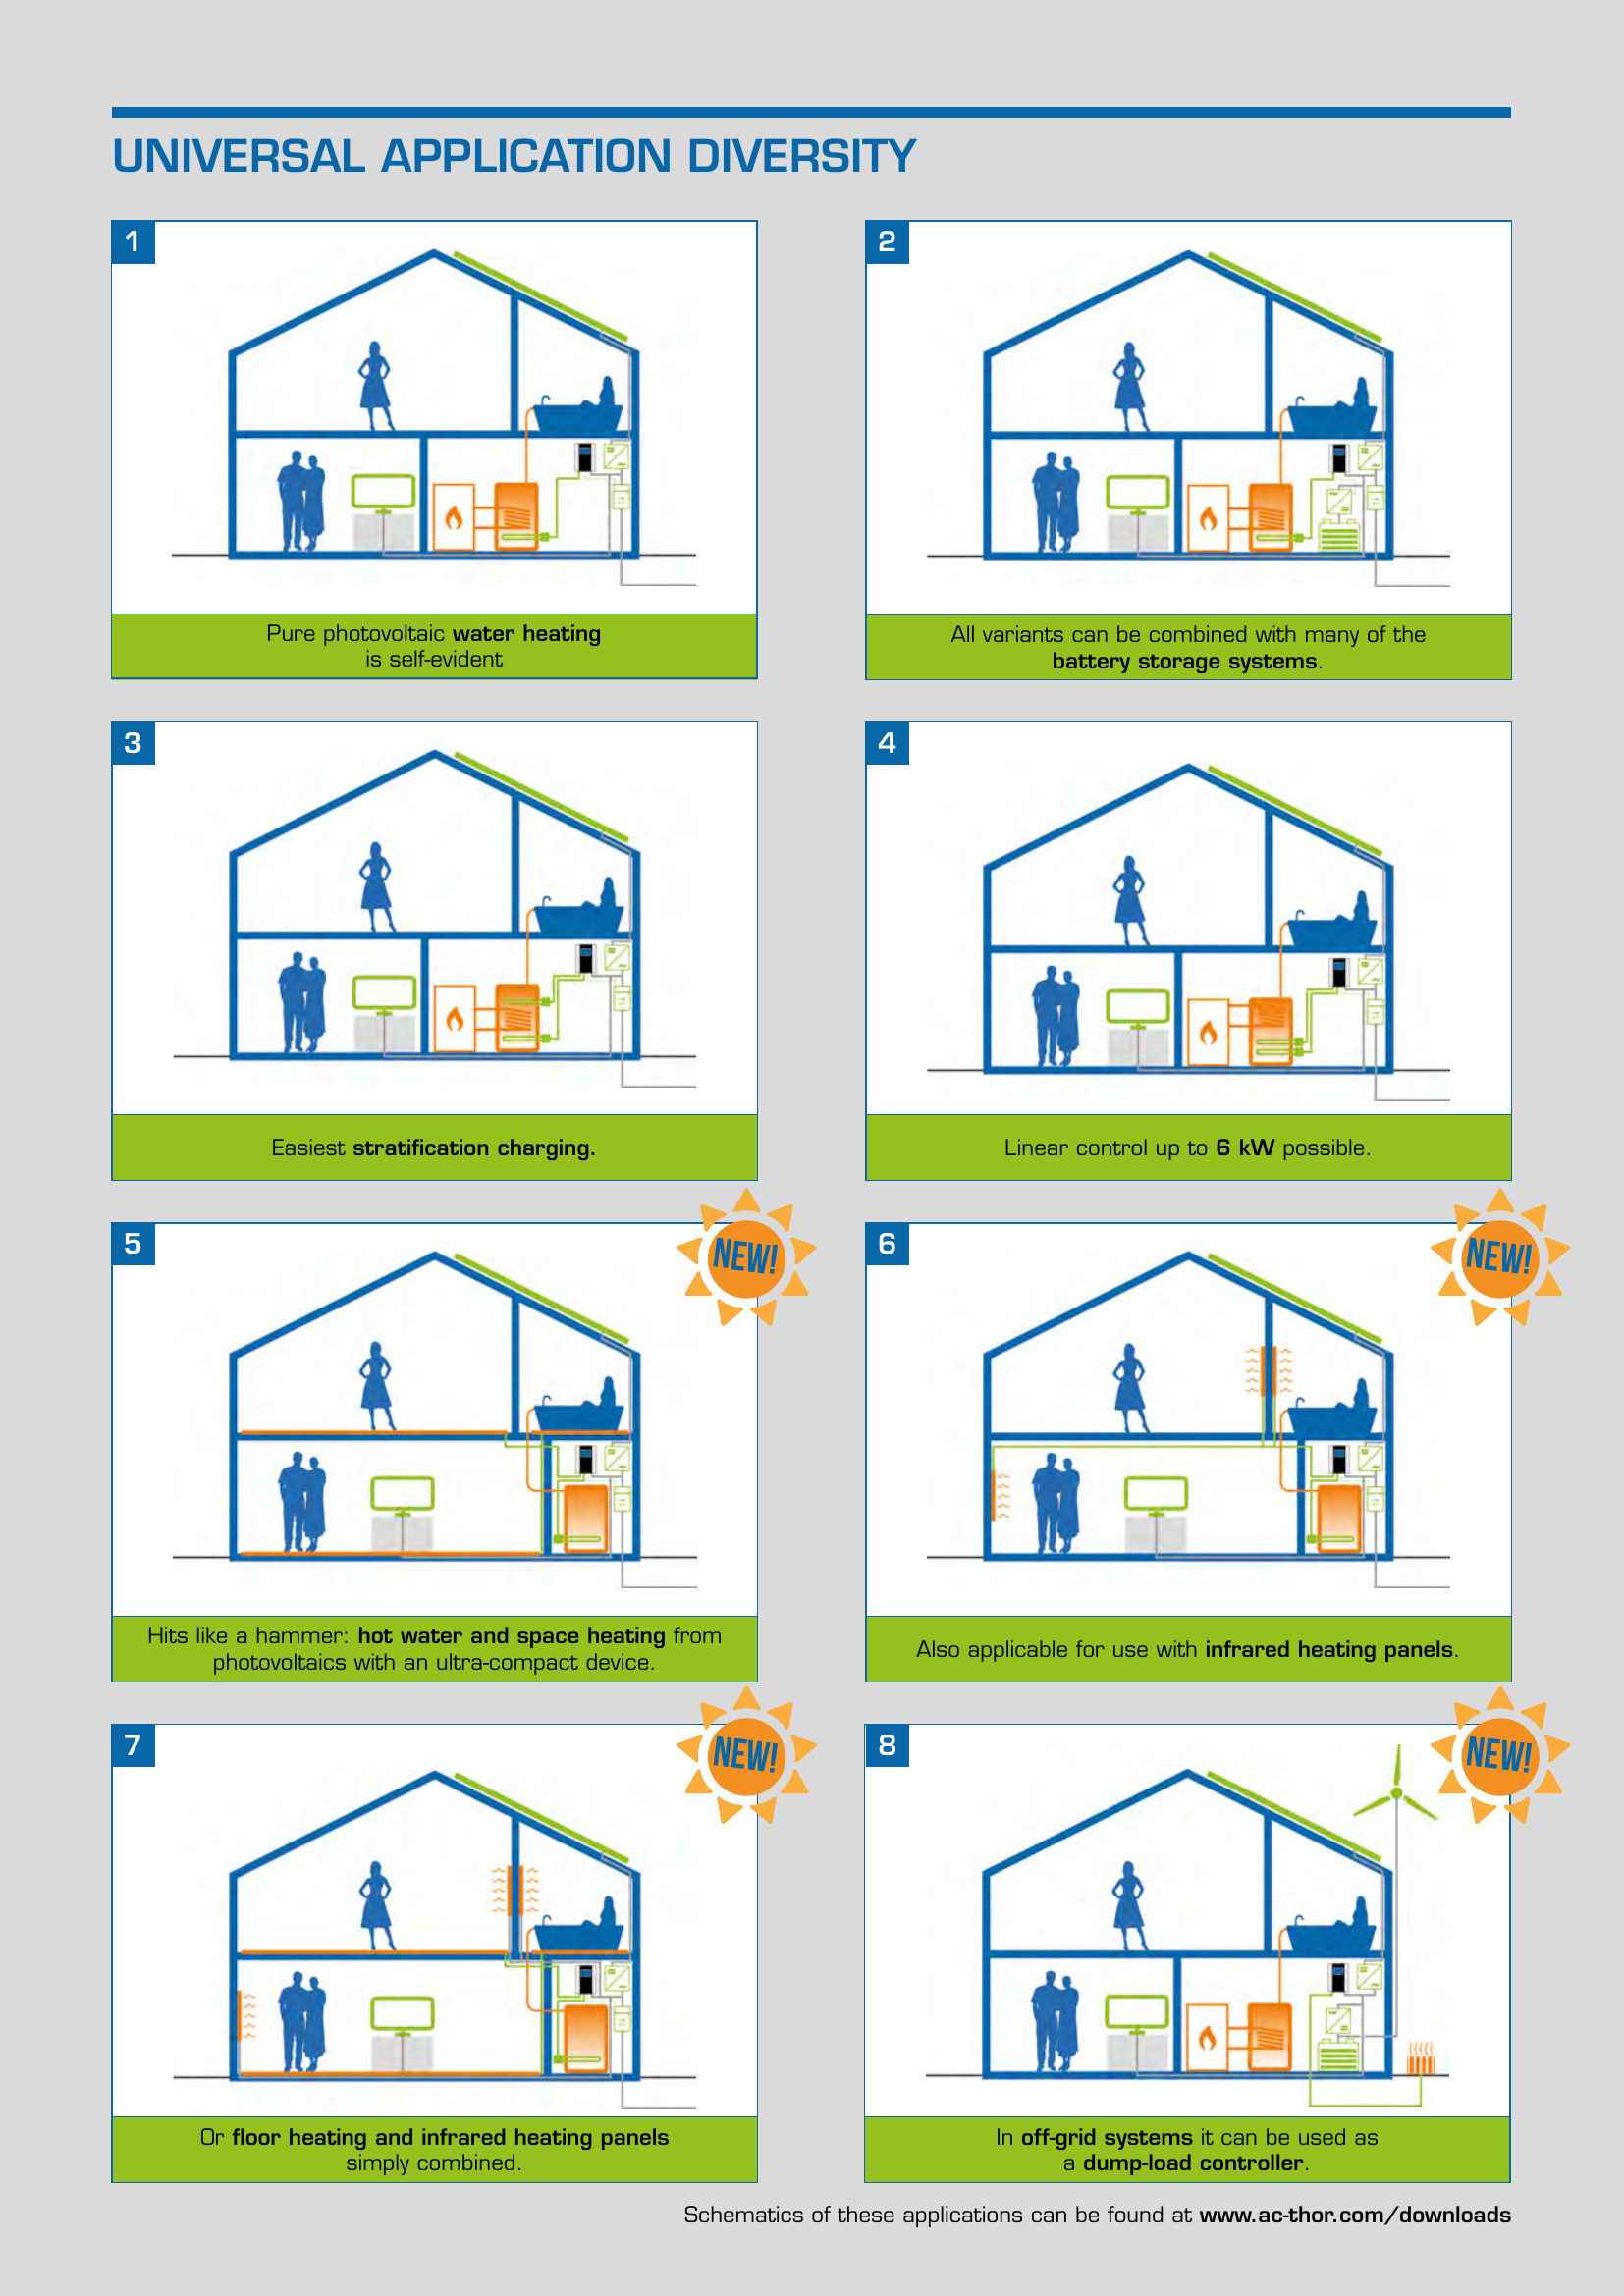 UNIVERSAL APPLICATION DIVERSITY
1
2
Pure photovoltaic water heating
is self-evident
All variants can be combined with many of the
battery storage systems.
3
4
Easiest stratification charging.
Linear control up to 6 kW possible.
5
NEW!
6
NEW!
Hits like a hammer: hot water and space heating from
photovoltaics with an ultra-compact device.
Also applicable for use with infrared heating panels.
7
NEW!
8
NEW!
Or floor heating and infrared heating panels
simply combined.
In off-grid systems it can be used as
a dump-load controller.
Schematics of these applications can be found at www.ac-thor.com/downloads